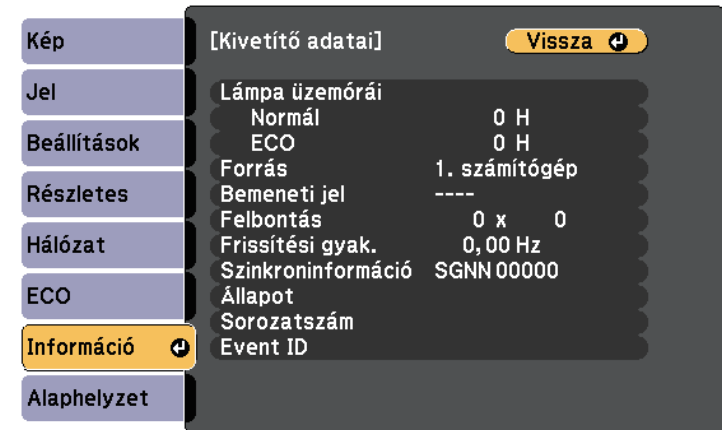 Kép
Jel
Beállítások
Részletes
Hálózat
ECO
Információ
Alaphelyzet
[Kivetítő adatai] Vissza
Lámpa üzemórái
Normál 0 H
ECO 0 H
Forrás 1. számítógép
Bemeneti jel ----
Felbontás 0 x 0
Frissítési gyak. 0,00 Hz
Szinkroninformáció SGNN 00000
Állapot
Sorozatszám
Event ID